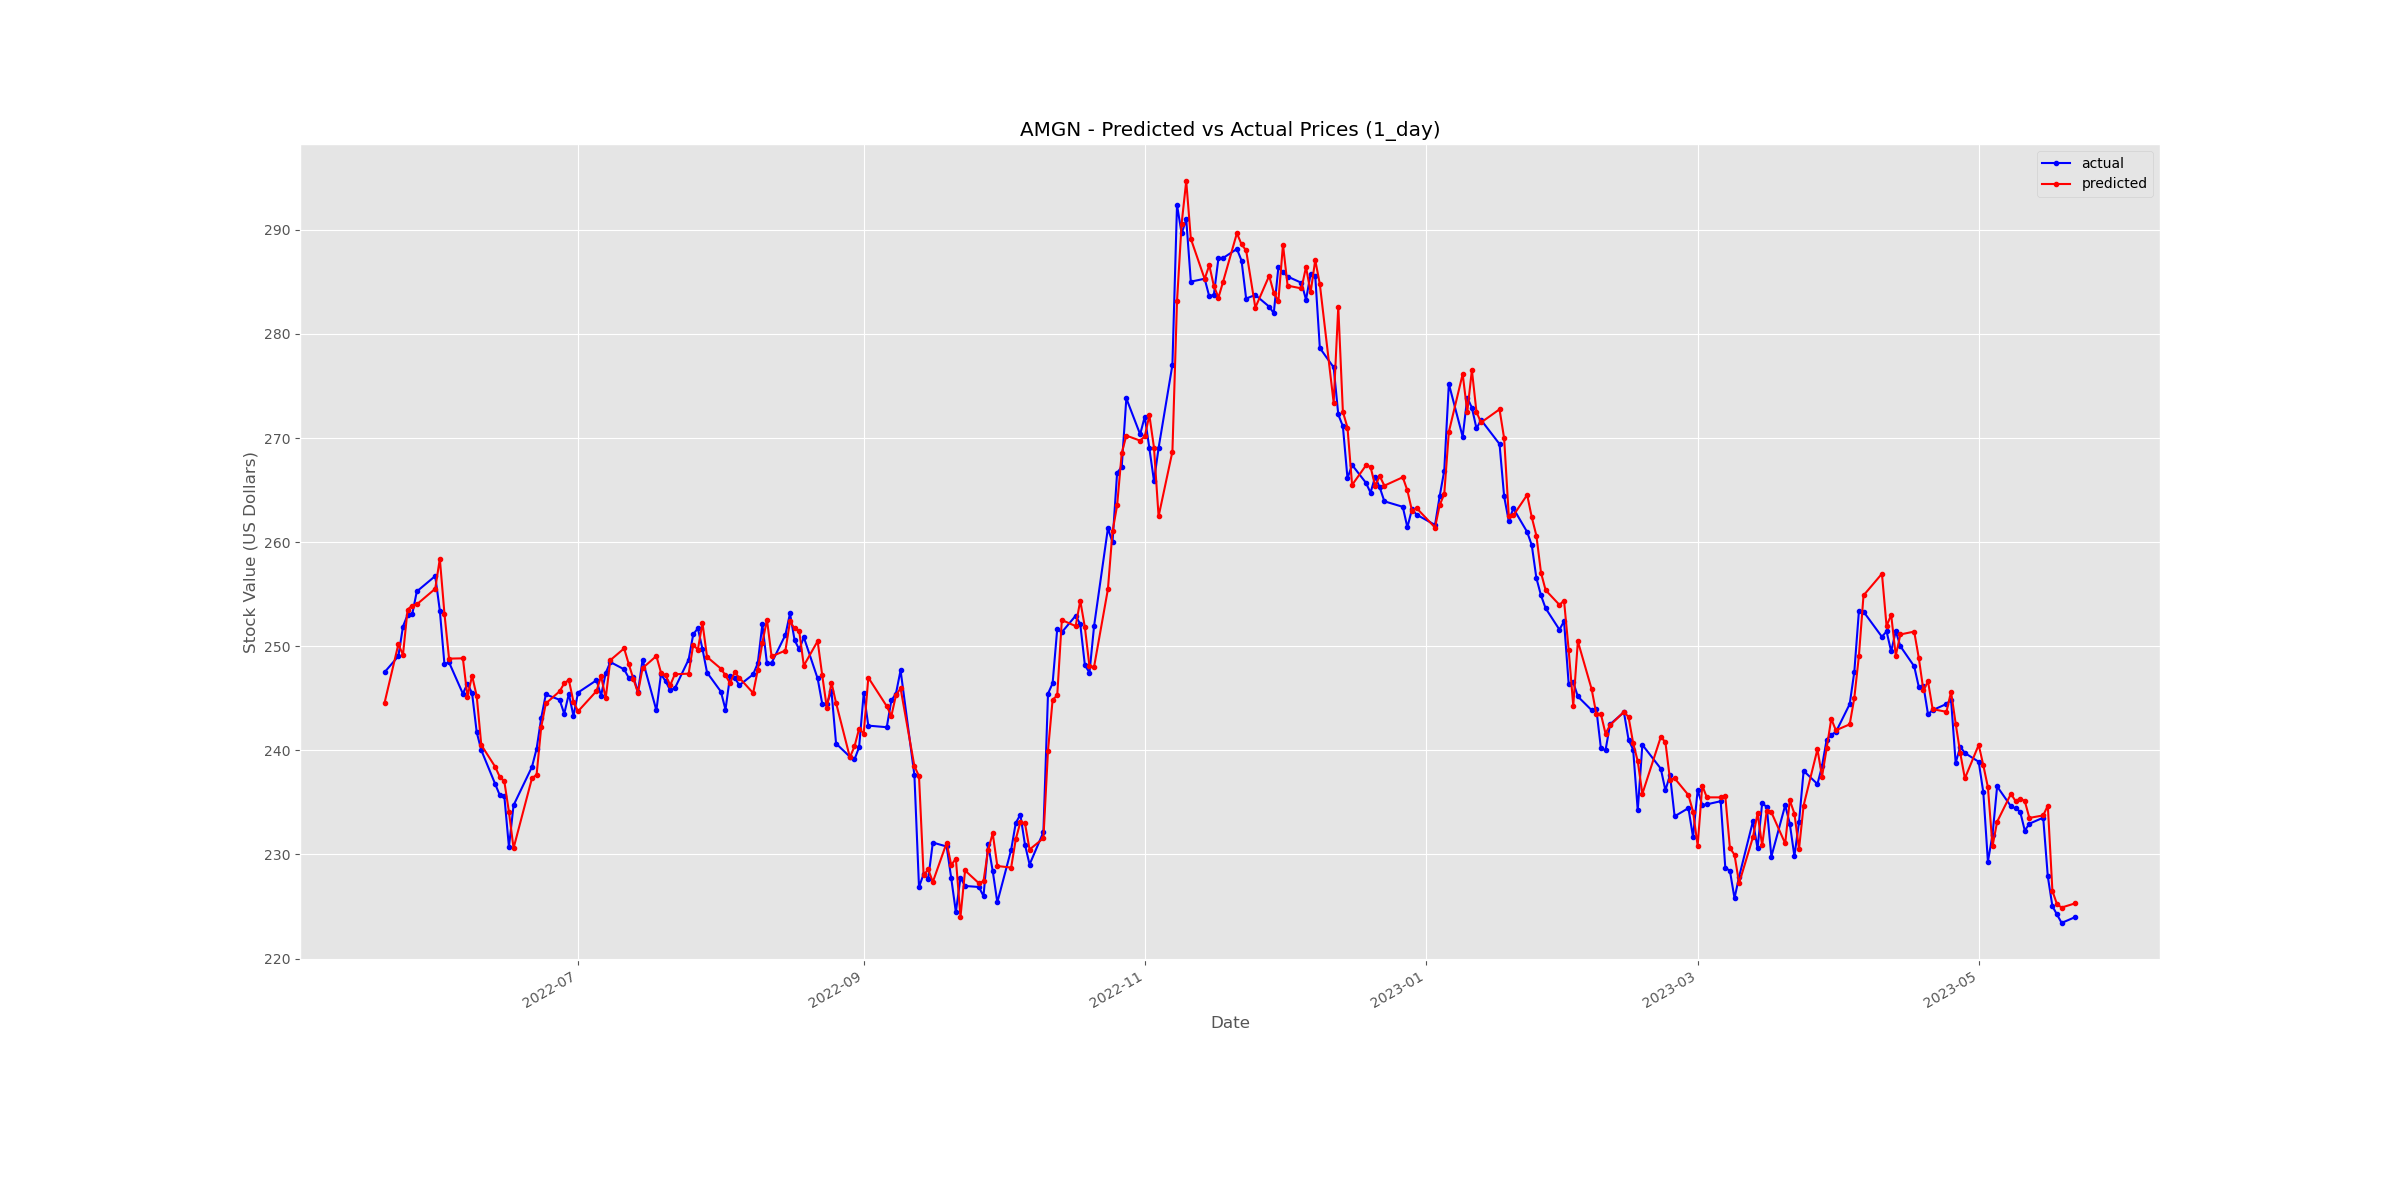 AMGN - Predicted vs Actual Prices (1_day)
actual
predicted
Stock Value (US Dollars)
290
280
270
260
250
240
230
220
2022-07
2022-09
2022-11
2023-01
2023-03
2023-05
Date